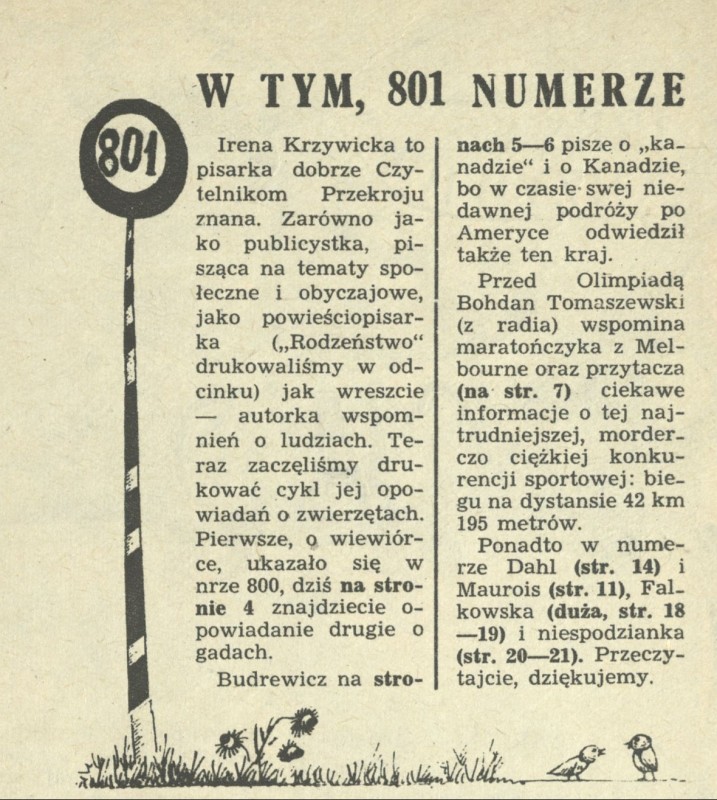 W TYM, 801 NUMERZE
801
Irena Krzywicka to
pisarka dobrze Czy-
telnikom Przekroju
znana. Zarówno ja-
ko publicystka, pi-
sząca na tematy spo-
łeczne i obyczajowe,
jako powieściopisar-
ka („Rodzeństwo“
drukowaliśmy w od-
cinku) jak wreszcie
— autorka wspom-
nień o ludziach. Te-
raz zaczęliśmy dru-
kować cykl jej opo-
wiadań o zwierzętach.
Pierwsze, o wiewiór-
ce, ukazało się w
nrze 800, dziś na stro-
nie 4 znajdziecie o-
powiadanie drugie o
gadach.
Budrewicz na stro-
nach 5—6 pisze o „ka-
nadzie“ i o Kanadzie,
bo w czasie swej nie-
dawnej podróży po
Ameryce odwiedził
także ten kraj.
Przed Olimpiadą
Bohdan Tomaszewski
(z radia) wspomina
maratończyka z Mel-
bourne oraz przytacza
(na str. 7) ciekawe
informacje o tej naj-
trudniejszej, morder-
czo ciężkiej konku-
rencji sportowej: bie-
gu na dystansie 42 km
195 metrów.
Ponadto w nume-
rze Dahl (str. 14) i
Maurois (str. 11), Fal-
kowska (duża, str. 18
—19) i niespodzianka
(str. 20—21). Przeczy-
tajcie, dziękujemy.